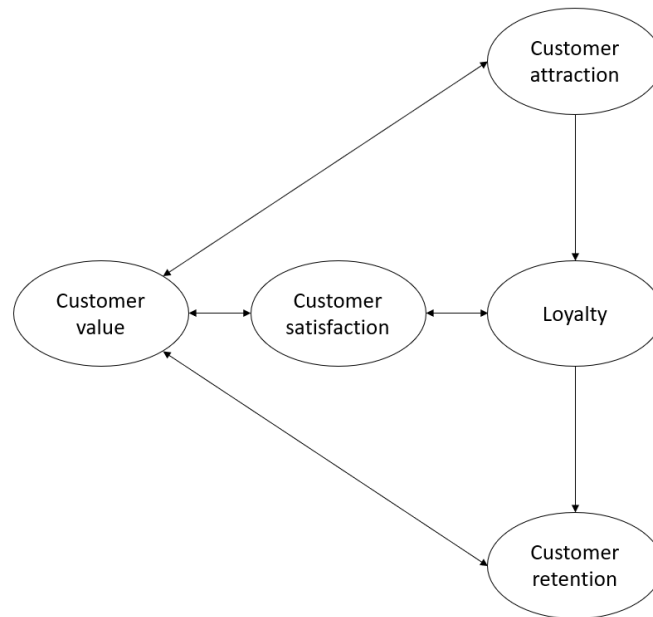 Customer
attraction
Customer
value
Customer
satisfaction
Loyalty
Customer
retention